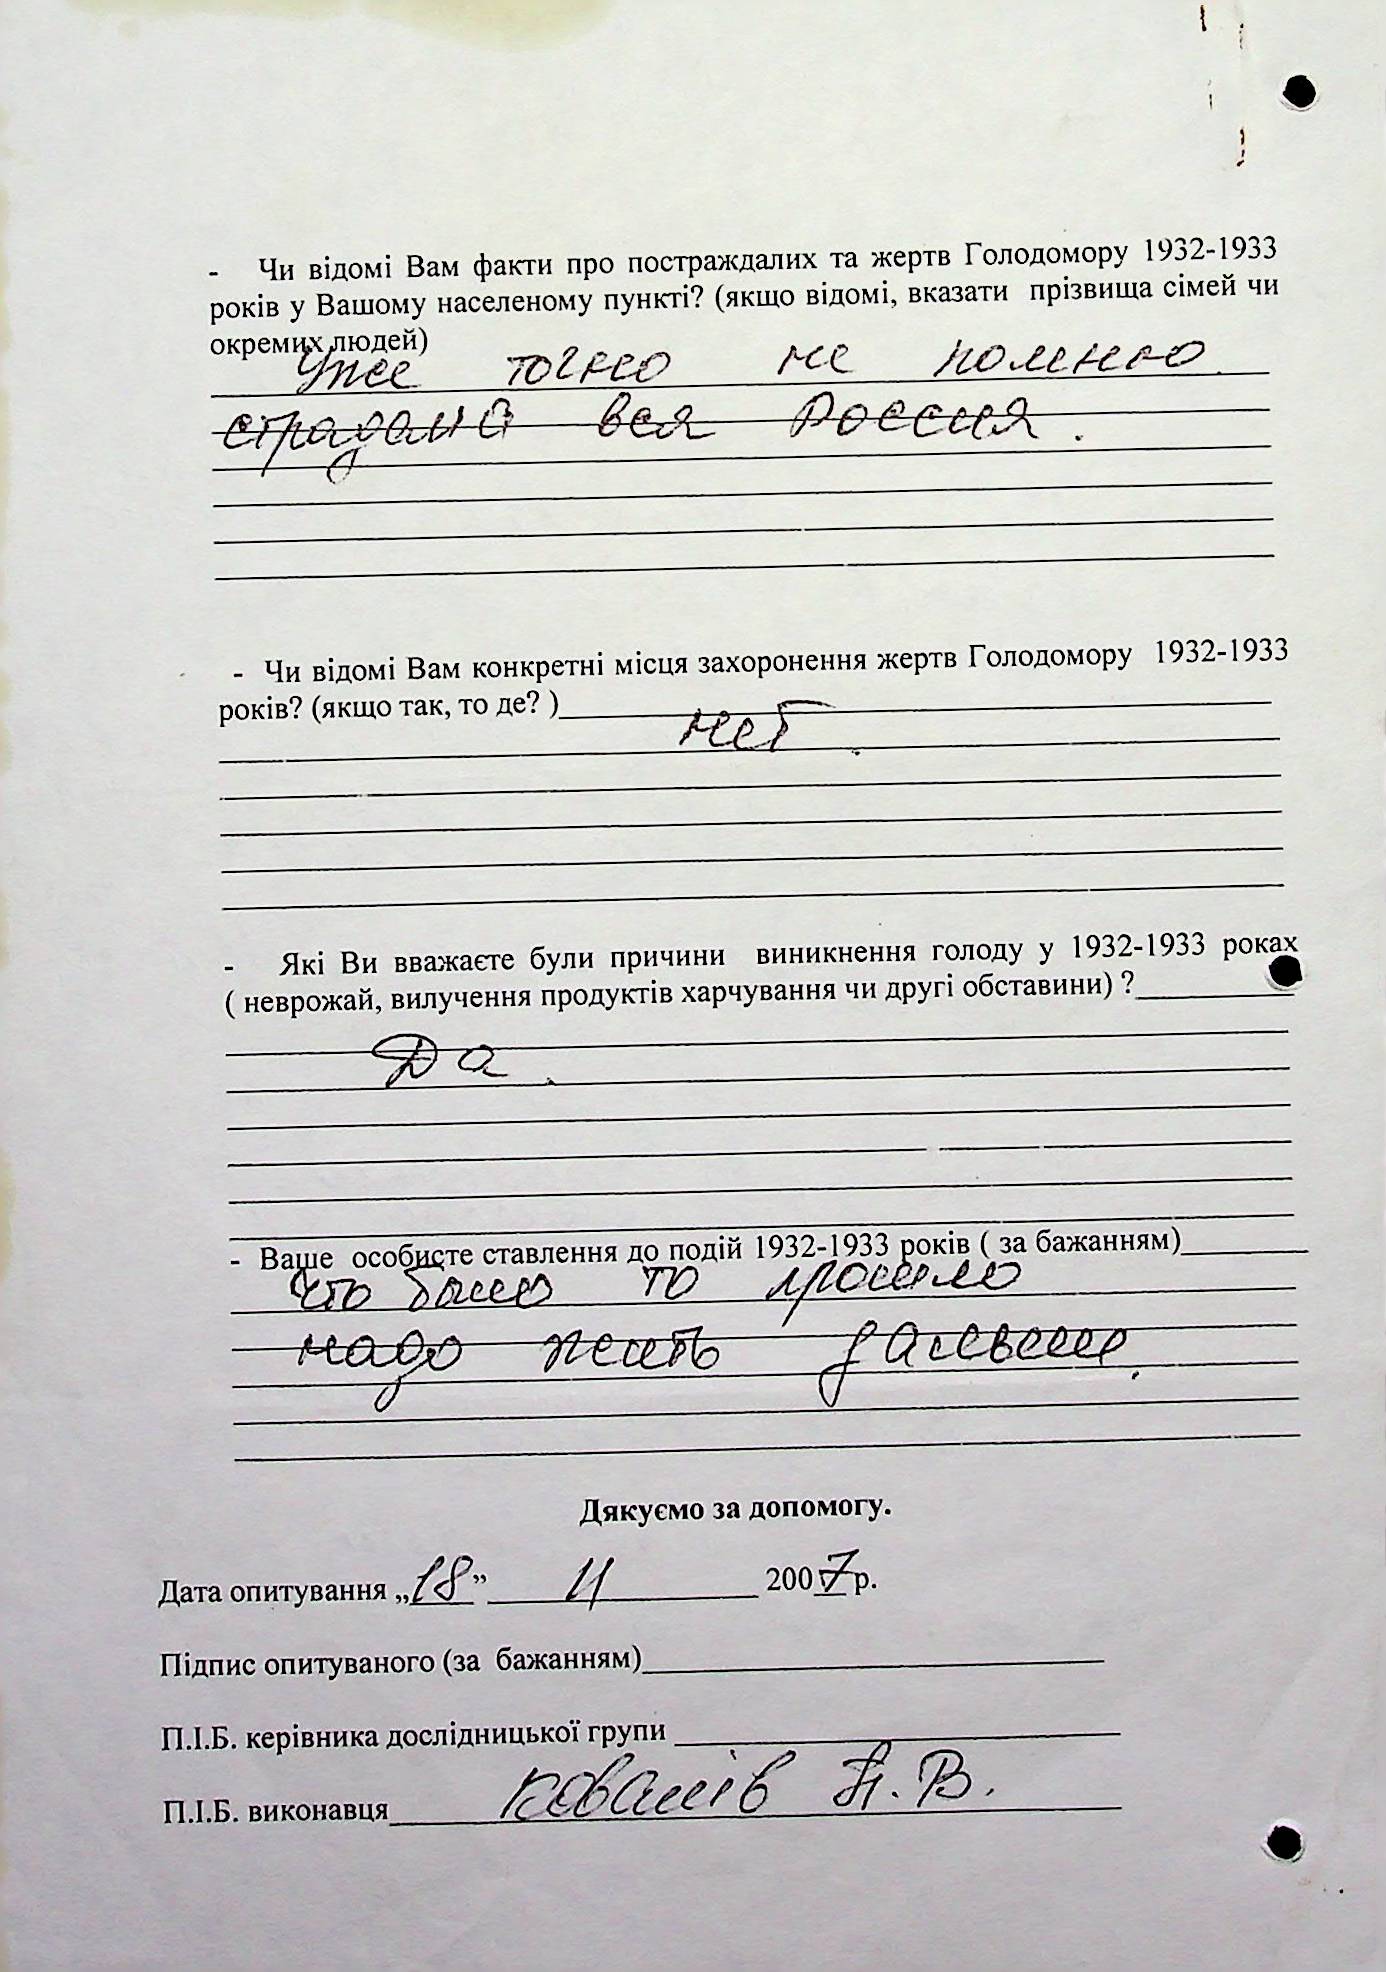 - Чи відомі Вам факти про постраждалих та жертв Голодомору 1932-1933
років у Вашому населеному пункті? (якщо відомі, вказати прізвища сімей чи
окремих людей)
Уже точно не помню.
страдала вся Россия.
- Чи відомі Вам конкретні місця захоронення жертв Голодомору 1932-1933
років? (якщо так, то де? )
нет.
- Які Ви вважаєте були причини виникнення голоду у 1932-1933 роках
( неврожай, вилучення продуктів харчування чи другі обставини) ?
Да.
- Ваше особисте ставлення до подій 1932-1933 років ( за бажанням)
Что было то прошло
надо жить дальше.
Дякуємо за допомогу.
Дата опитування „18” 11 2007р.
Підпис опитуваного (за бажанням)
П.І.Б. керівника дослідницької групи
П.І.Б. виконавця Ковалів Н.В.